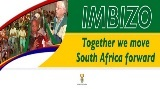 IMBIZO
Together we move
South Africa forward